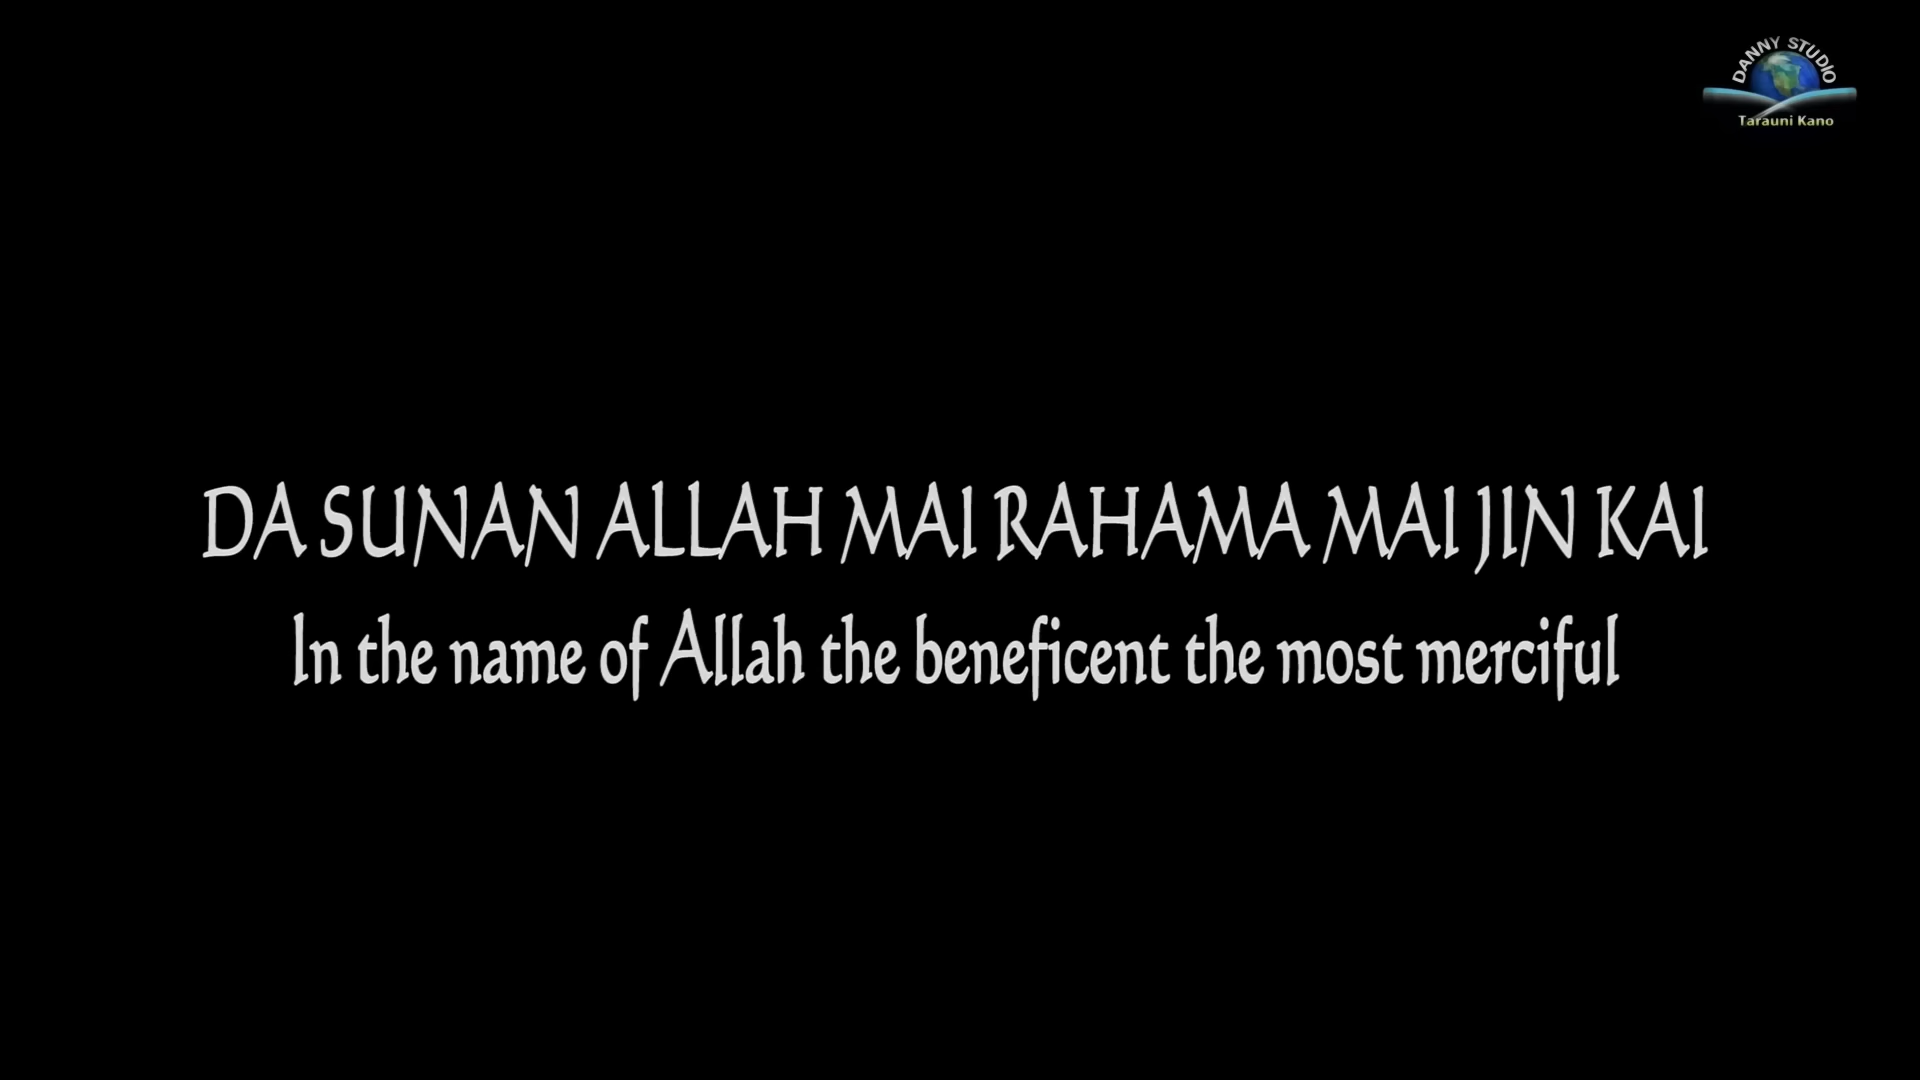 DANNY STUDIO
Tarauni Kano
DA SUNAN ALLAH MAI RAHAMA MAI JIN KAI
In the name of Allah the beneficent the most merciful